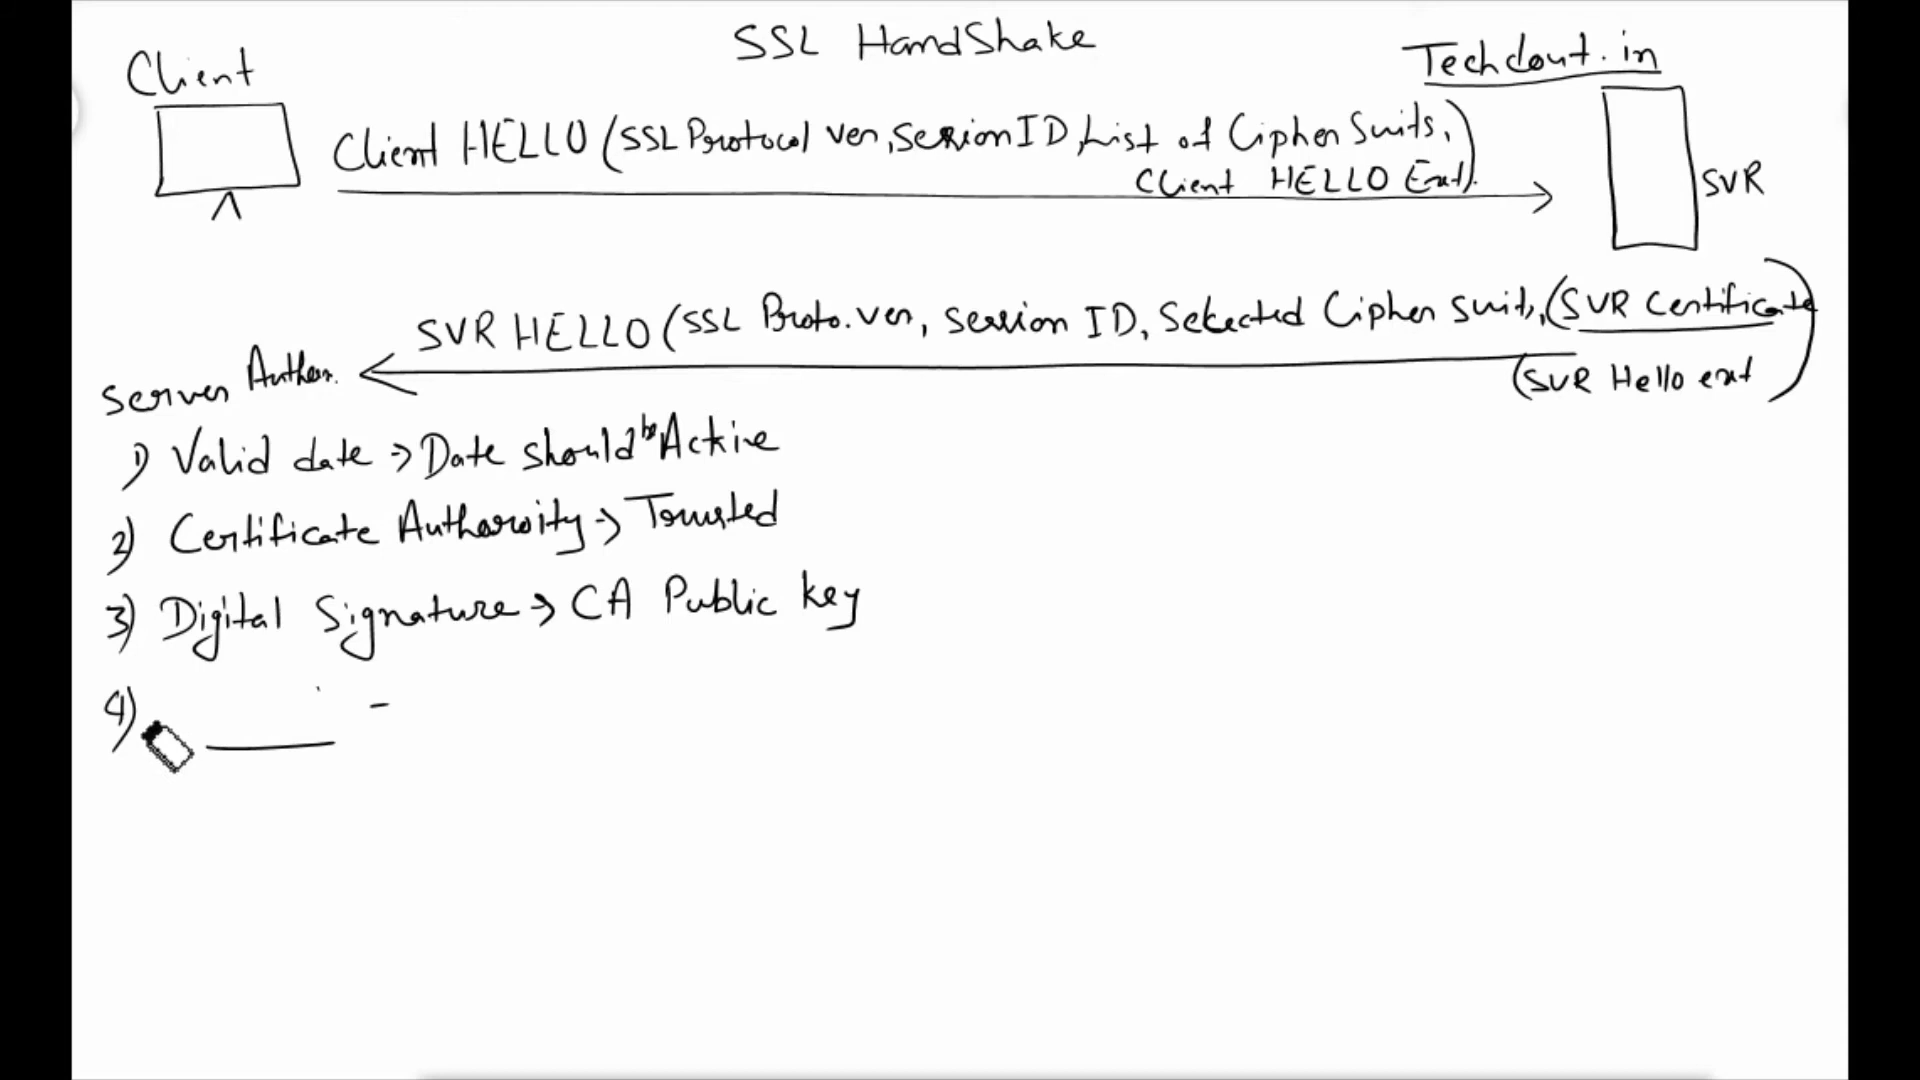 SSL HandShake
Client
Techclout.in
Client HELLO (SSL Protocol ver, Session ID, List of Cipher Suits,
Client HELLO Ext).
SVR
SVR HELLO (SSL Proto. ver, Session ID, Selected Cipher Suit, (SVR Certificate
(SVR Hello ext)
Server Authen.
1) Valid date → Date should be Active
2) Certificate Authority → Trusted
3) Digital Signature → CA Public key
4) -